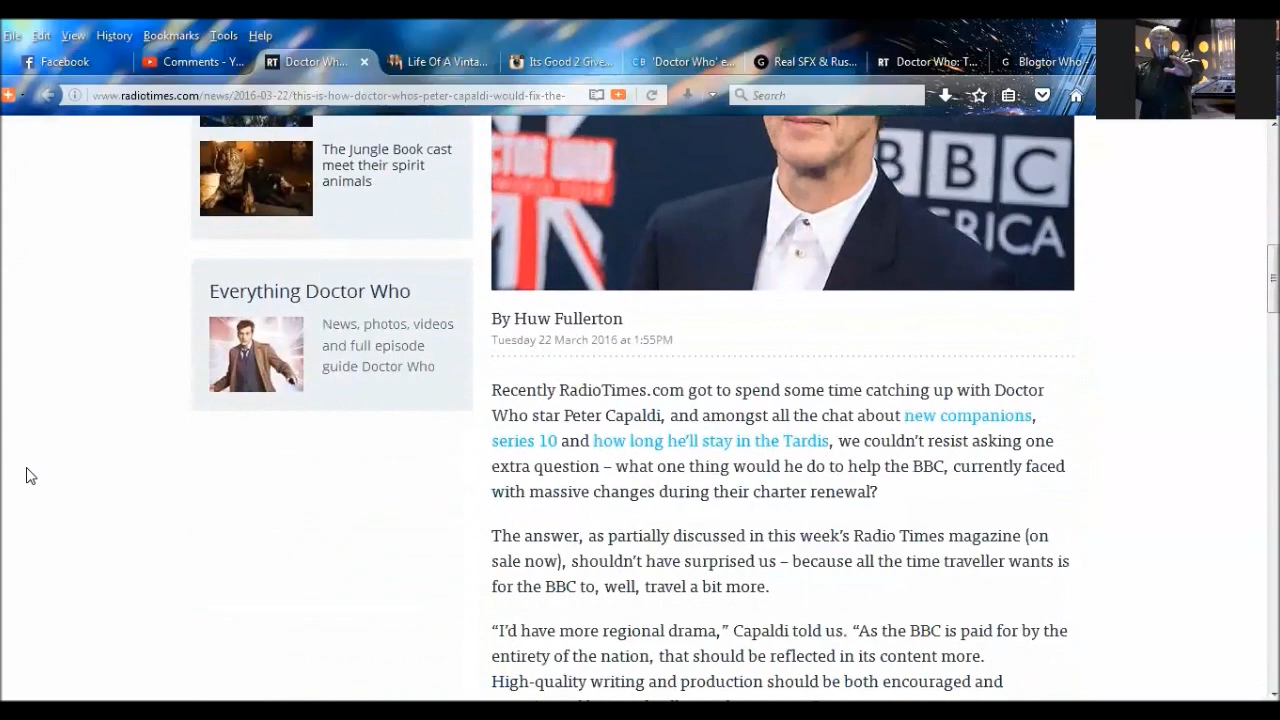 File Edit View History Bookmarks Tools Help
Facebook Comments - Y... Doctor Wh... Life Of A Vinta... Its Good 2 Give... 'Doctor Who' e... Real SFX & Rus... Doctor Who: T... Blogtor Who -
www.radiotimes.com/news/2016-03-22/this-is-how-doctor-whos-peter-capaldi-would-fix-the- Search
The Jungle Book cast
meet their spirit
animals
BBC
Everything Doctor Who
News, photos, videos
and full episode
guide Doctor Who
By Huw Fullerton
Tuesday 22 March 2016 at 1:55PM
Recently RadioTimes.com got to spend some time catching up with Doctor
Who star Peter Capaldi, and amongst all the chat about new companions,
series 10 and how long he'll stay in the Tardis, we couldn't resist asking one
extra question – what one thing would he do to help the BBC, currently faced
with massive changes during their charter renewal?
The answer, as partially discussed in this week's Radio Times magazine (on
sale now), shouldn't have surprised us – because all the time traveller wants is
for the BBC to, well, travel a bit more.
“I'd have more regional drama,” Capaldi told us. “As the BBC is paid for by the
entirety of the nation, that should be reflected in its content more.
High-quality writing and production should be both encouraged and